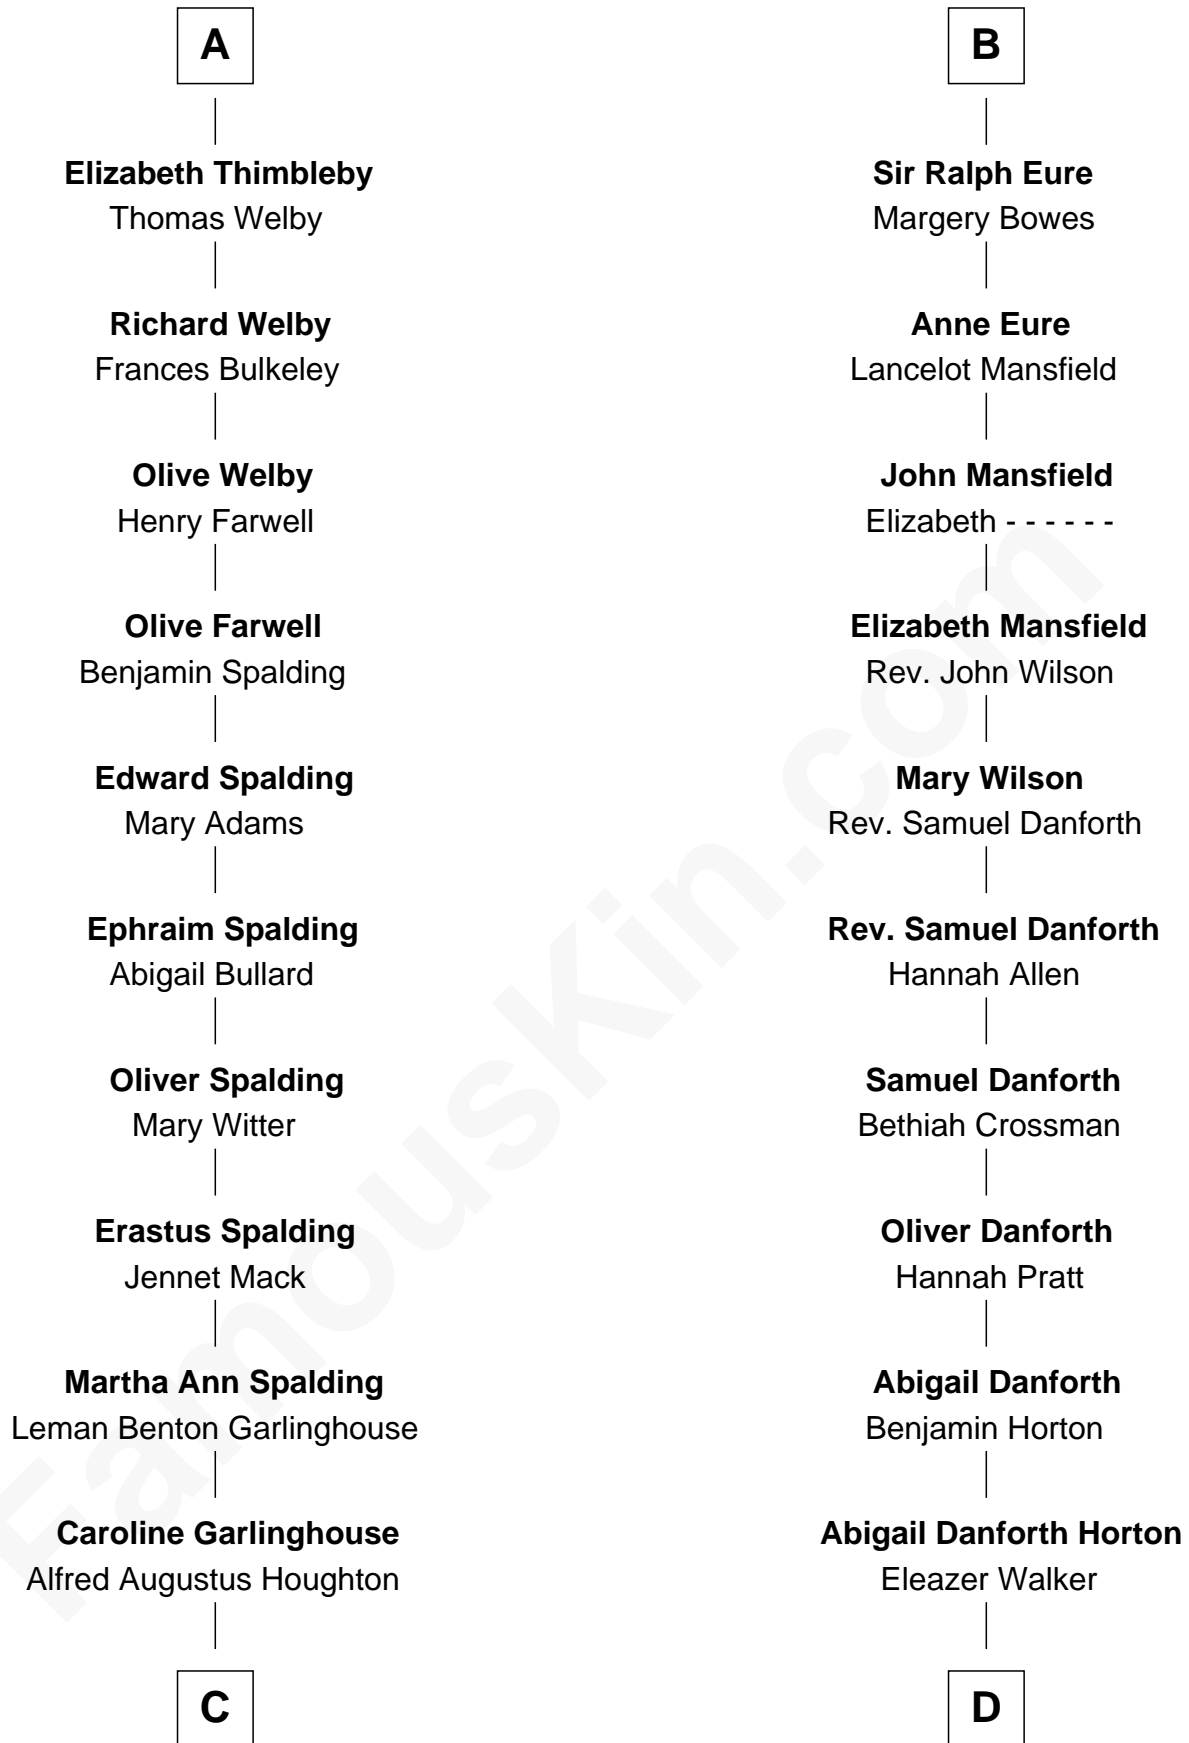 A
Elizabeth Thimbleby
Thomas Welby
Richard Welby
Frances Bulkeley
Olive Welby
Henry Farwell
Olive Farwell
Benjamin Spalding
Edward Spalding
Mary Adams
Ephraim Spalding
Abigail Bullard
Oliver Spalding
Mary Witter
Erastus Spalding
Jennet Mack
Martha Ann Spalding
Leman Benton Garlinghouse
Caroline Garlinghouse
Alfred Augustus Houghton
C
B
Sir Ralph Eure
Margery Bowes
Anne Eure
Lancelot Mansfield
John Mansfield
Elizabeth - - - - - -
Elizabeth Mansfield
Rev. John Wilson
Mary Wilson
Rev. Samuel Danforth
Rev. Samuel Danforth
Hannah Allen
Samuel Danforth
Bethiah Crossman
Oliver Danforth
Hannah Pratt
Abigail Danforth
Benjamin Horton
Abigail Danforth Horton
Eleazer Walker
D
FamousKin.com